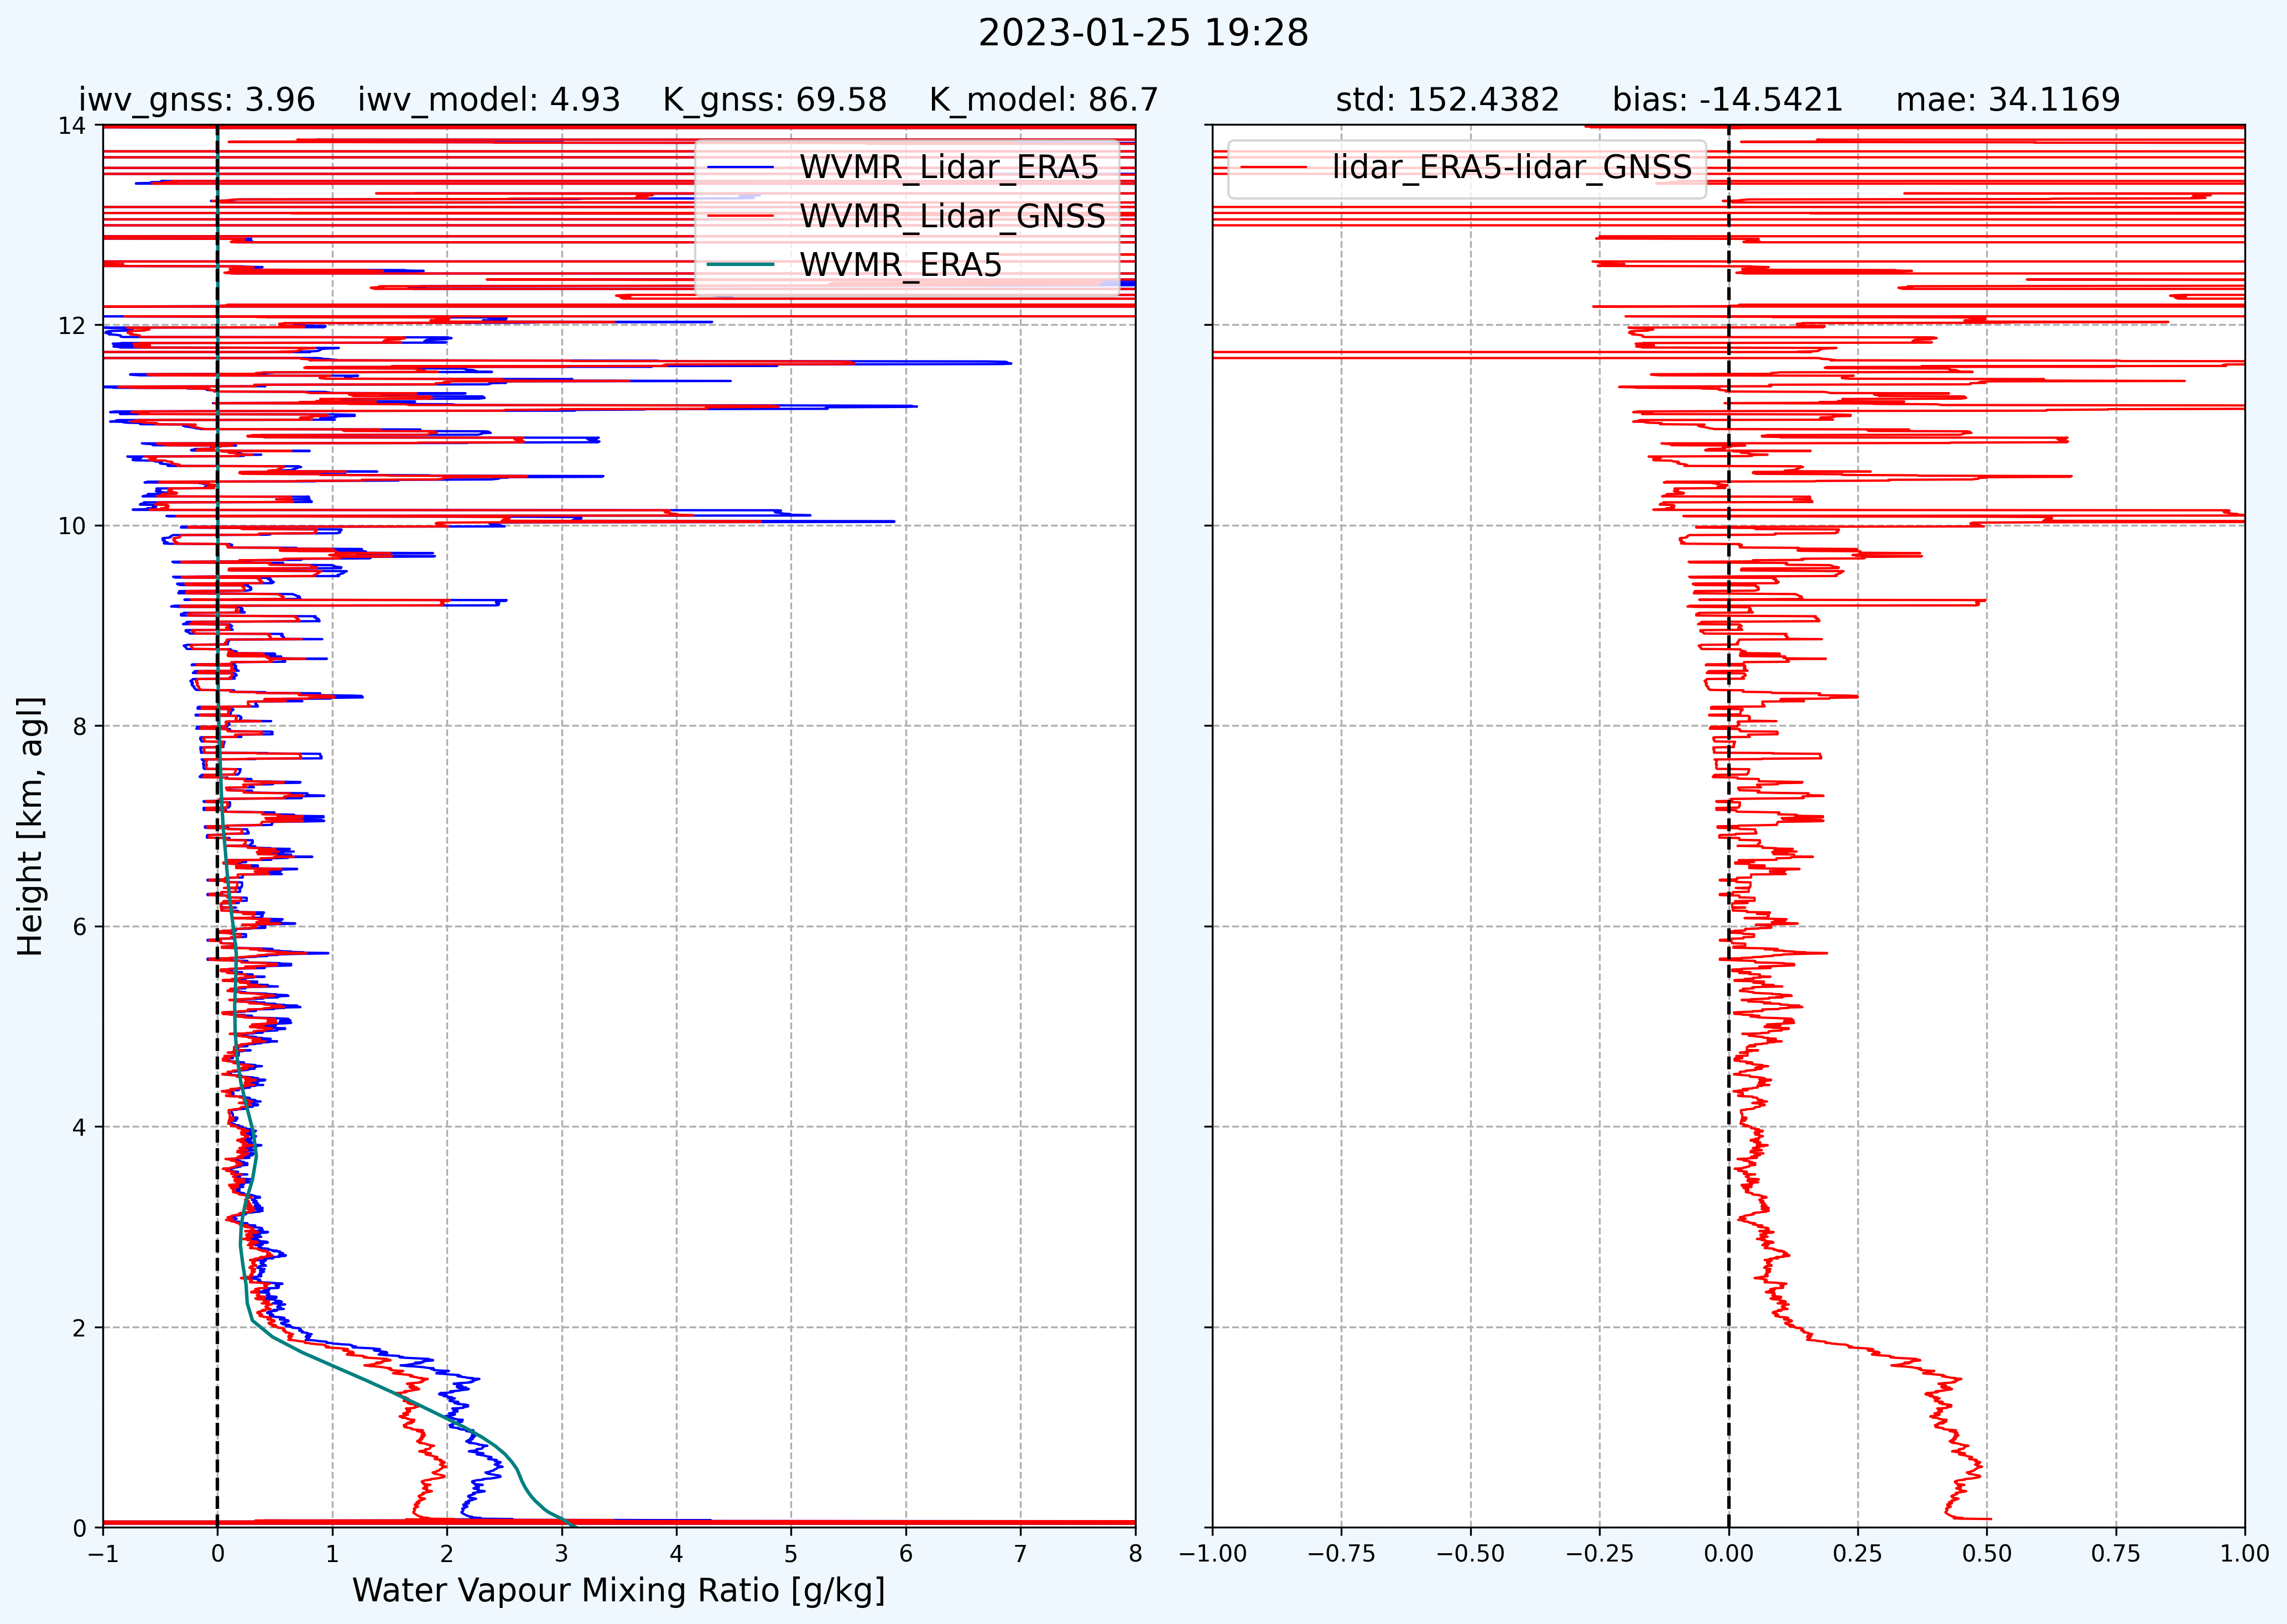 2023-01-25 19:28
iwv_gnss: 3.96 iwv_model: 4.93 K_gnss: 69.58 K_model: 86.7
std: 152.4382 bias: -14.5421 mae: 34.1169
WVMR_Lidar_ERA5
WVMR_Lidar_GNSS
WVMR_ERA5
lidar_ERA5-lidar_GNSS
Height [km, agl]
14
12
10
8
6
4
2
0
−1 0 1 2 3 4 5 6 7 8
Water Vapour Mixing Ratio [g/kg]
−1.00 −0.75 −0.50 −0.25 0.00 0.25 0.50 0.75 1.00